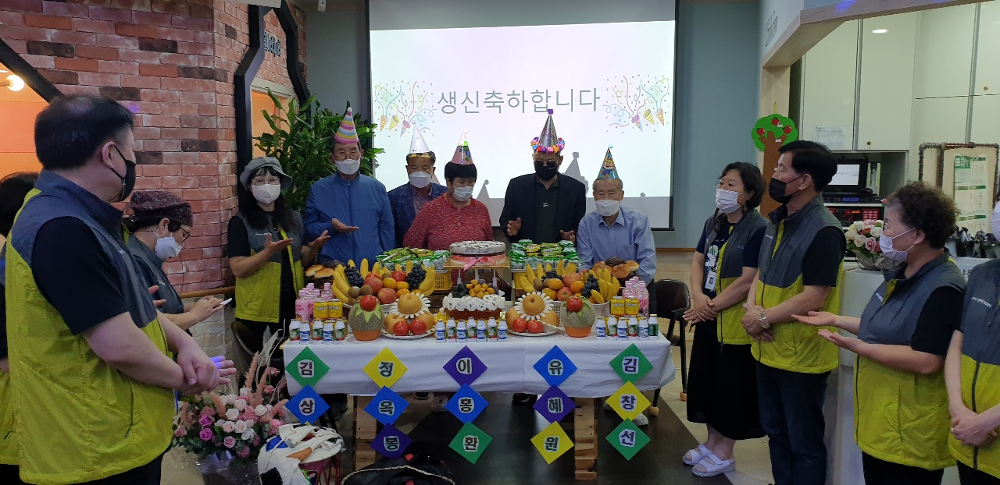 생신축하합니다
김 정 이 유 김
상 옥 홍 혜 창
봉 환 원 선